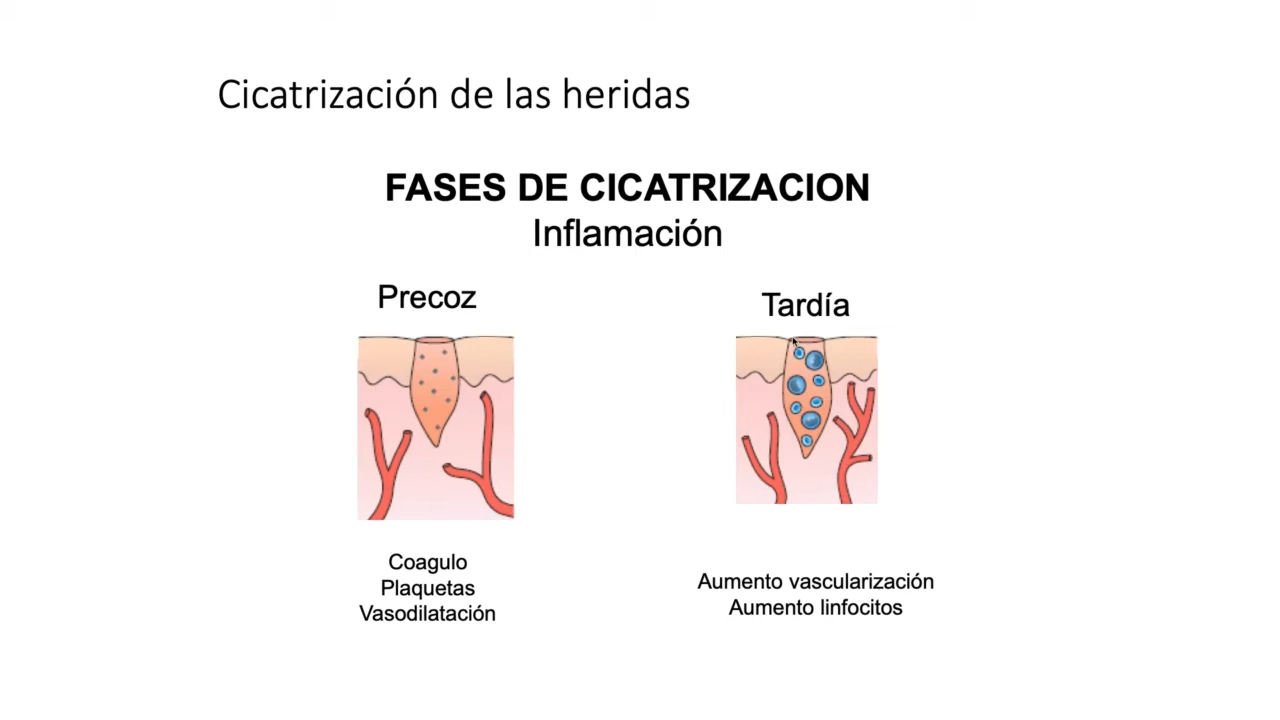 Cicatrización de las heridas
FASES DE CICATRIZACION
Inflamación
Precoz
Tardía
Coagulo
Plaquetas
Vasodilatación
Aumento vascularización
Aumento linfocitos